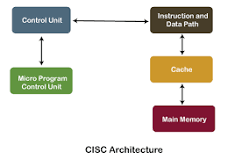 Control Unit
Instruction and
Data Path
Micro Program
Control Unit
Cache
Main Memory
CISC Architecture